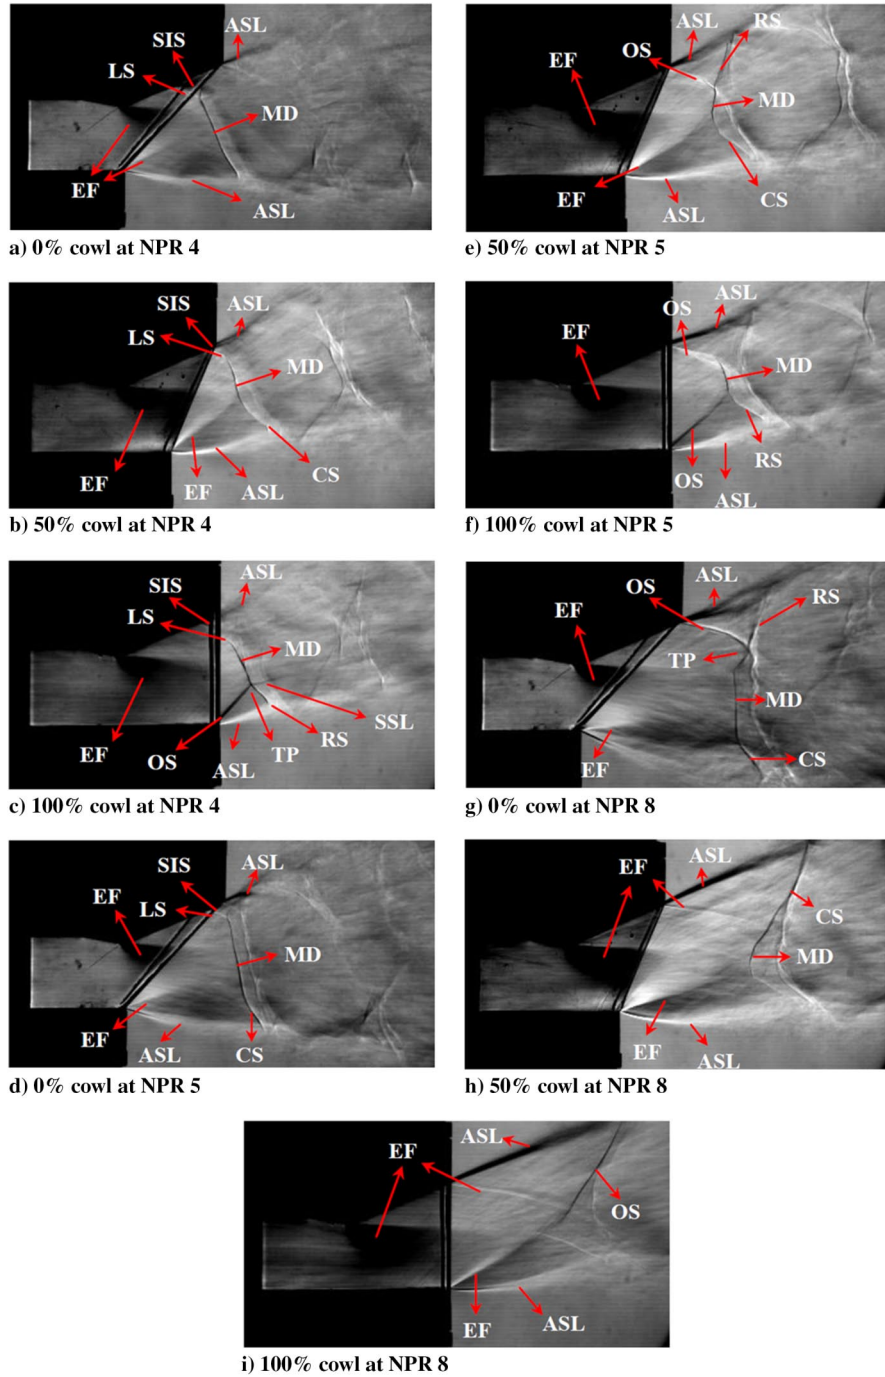 ASL
SIS
LS
MD
EF
ASL
a) 0% cowl at NPR 4
ASL
RS
OS
EF
MD
EF
ASL
CS
e) 50% cowl at NPR 5
SIS
ASL
LS
MD
EF
EF
ASL
CS
b) 50% cowl at NPR 4
ASL
OS
EF
MD
OS
RS
ASL
f) 100% cowl at NPR 5
SIS
ASL
LS
MD
SSL
EF
OS
ASL
TP
RS
c) 100% cowl at NPR 4
OS
ASL
RS
EF
TP
MD
EF
CS
g) 0% cowl at NPR 8
SIS
ASL
EF
LS
MD
EF
ASL
CS
d) 0% cowl at NPR 5
EF
ASL
CS
MD
EF
ASL
h) 50% cowl at NPR 8
ASL
EF
OS
EF
ASL
i) 100% cowl at NPR 8